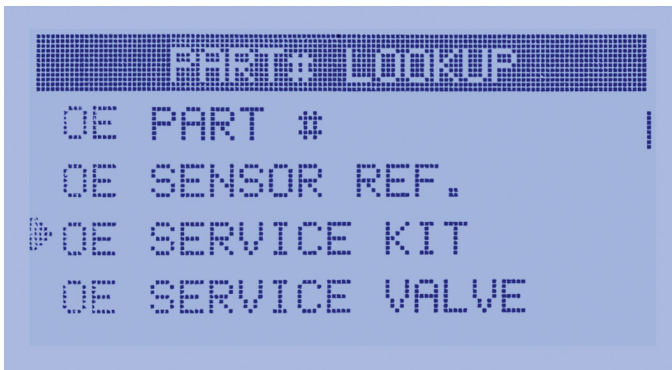 PART# LOOKUP
OE PART #
OE SENSOR REF.
OE SERVICE KIT
OE SERVICE VALVE